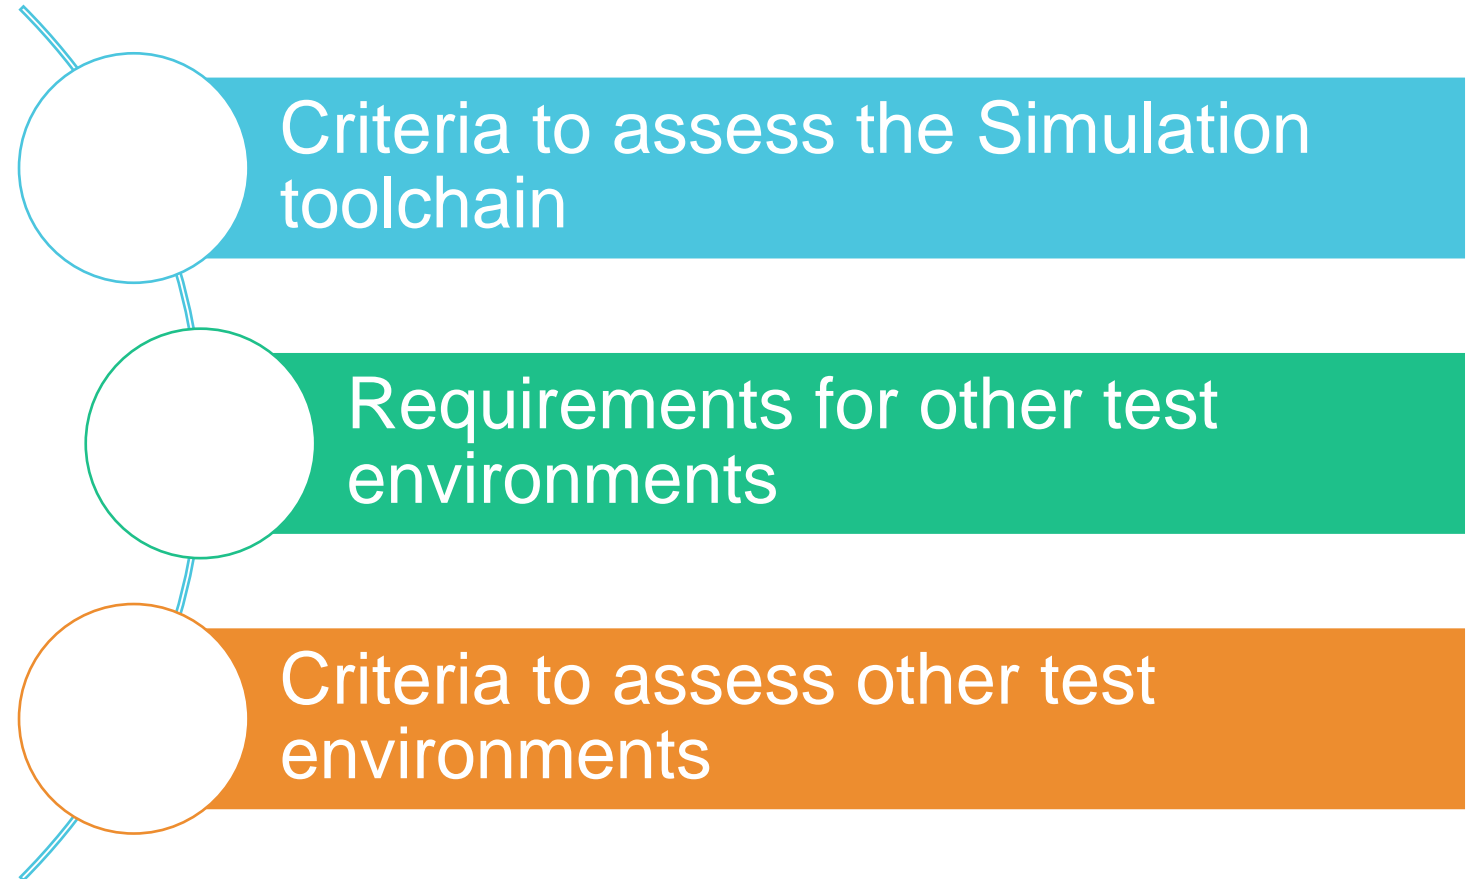 Criteria to assess the Simulation
toolchain
Requirements for other test
environments
Criteria to assess other test
environments